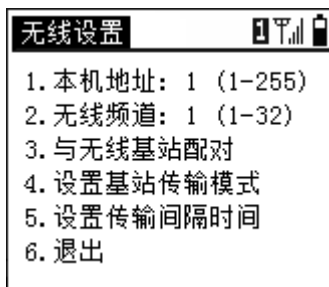 无线设置 1
1.本机地址: 1 (1-255)
2.无线频道: 1 (1-32)
3.与无线基站配对
4.设置基站传输模式
5.设置传输间隔时间
6.退出